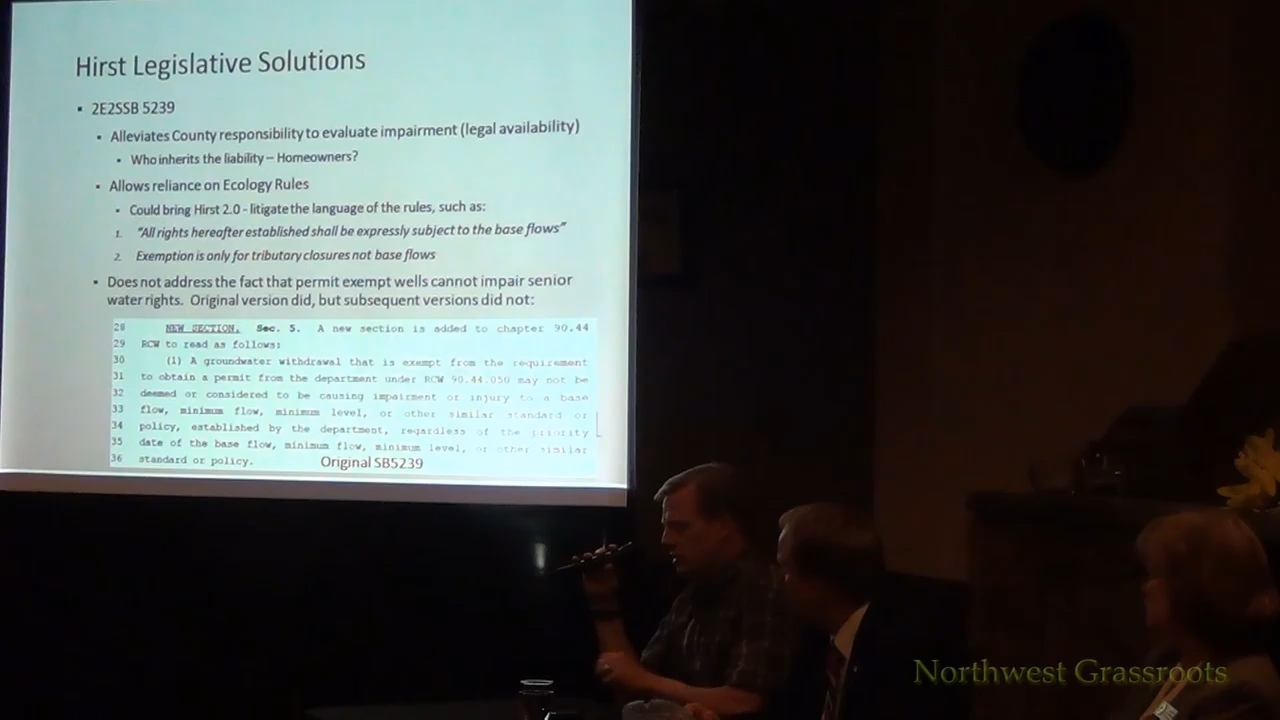 Hirst Legislative Solutions
▪ 2E2SSB 5239
▪ Alleviates County responsibility to evaluate impairment (legal availability)
▪ Who inherits the liability – Homeowners?
▪ Allows reliance on Ecology Rules
▪ Could bring Hirst 2.0 - litigate the language of the rules, such as:
1. "All rights hereafter established shall be expressly subject to the base flows"
2. Exemption is only for tributary closures not base flows
▪ Does not address the fact that permit exempt wells cannot impair senior
water rights. Original version did, but subsequent versions did not:
28 NEW SECTION. Sec. 5. A new section is added to chapter 90.44
29 RCW to read as follows:
30 (1) A groundwater withdrawal that is exempt from the requirement
31 to obtain a permit from the department under RCW 90.44.050 may not be
32 deemed or considered to be causing impairment or injury to a base
33 flow, minimum flow, minimum level, or other similar standard or
34 policy, established by the department, regardless of the priority
35 date of the base flow, minimum flow, minimum level, or other similar
36 standard or policy. Original SB5239
Northwest Grassroots